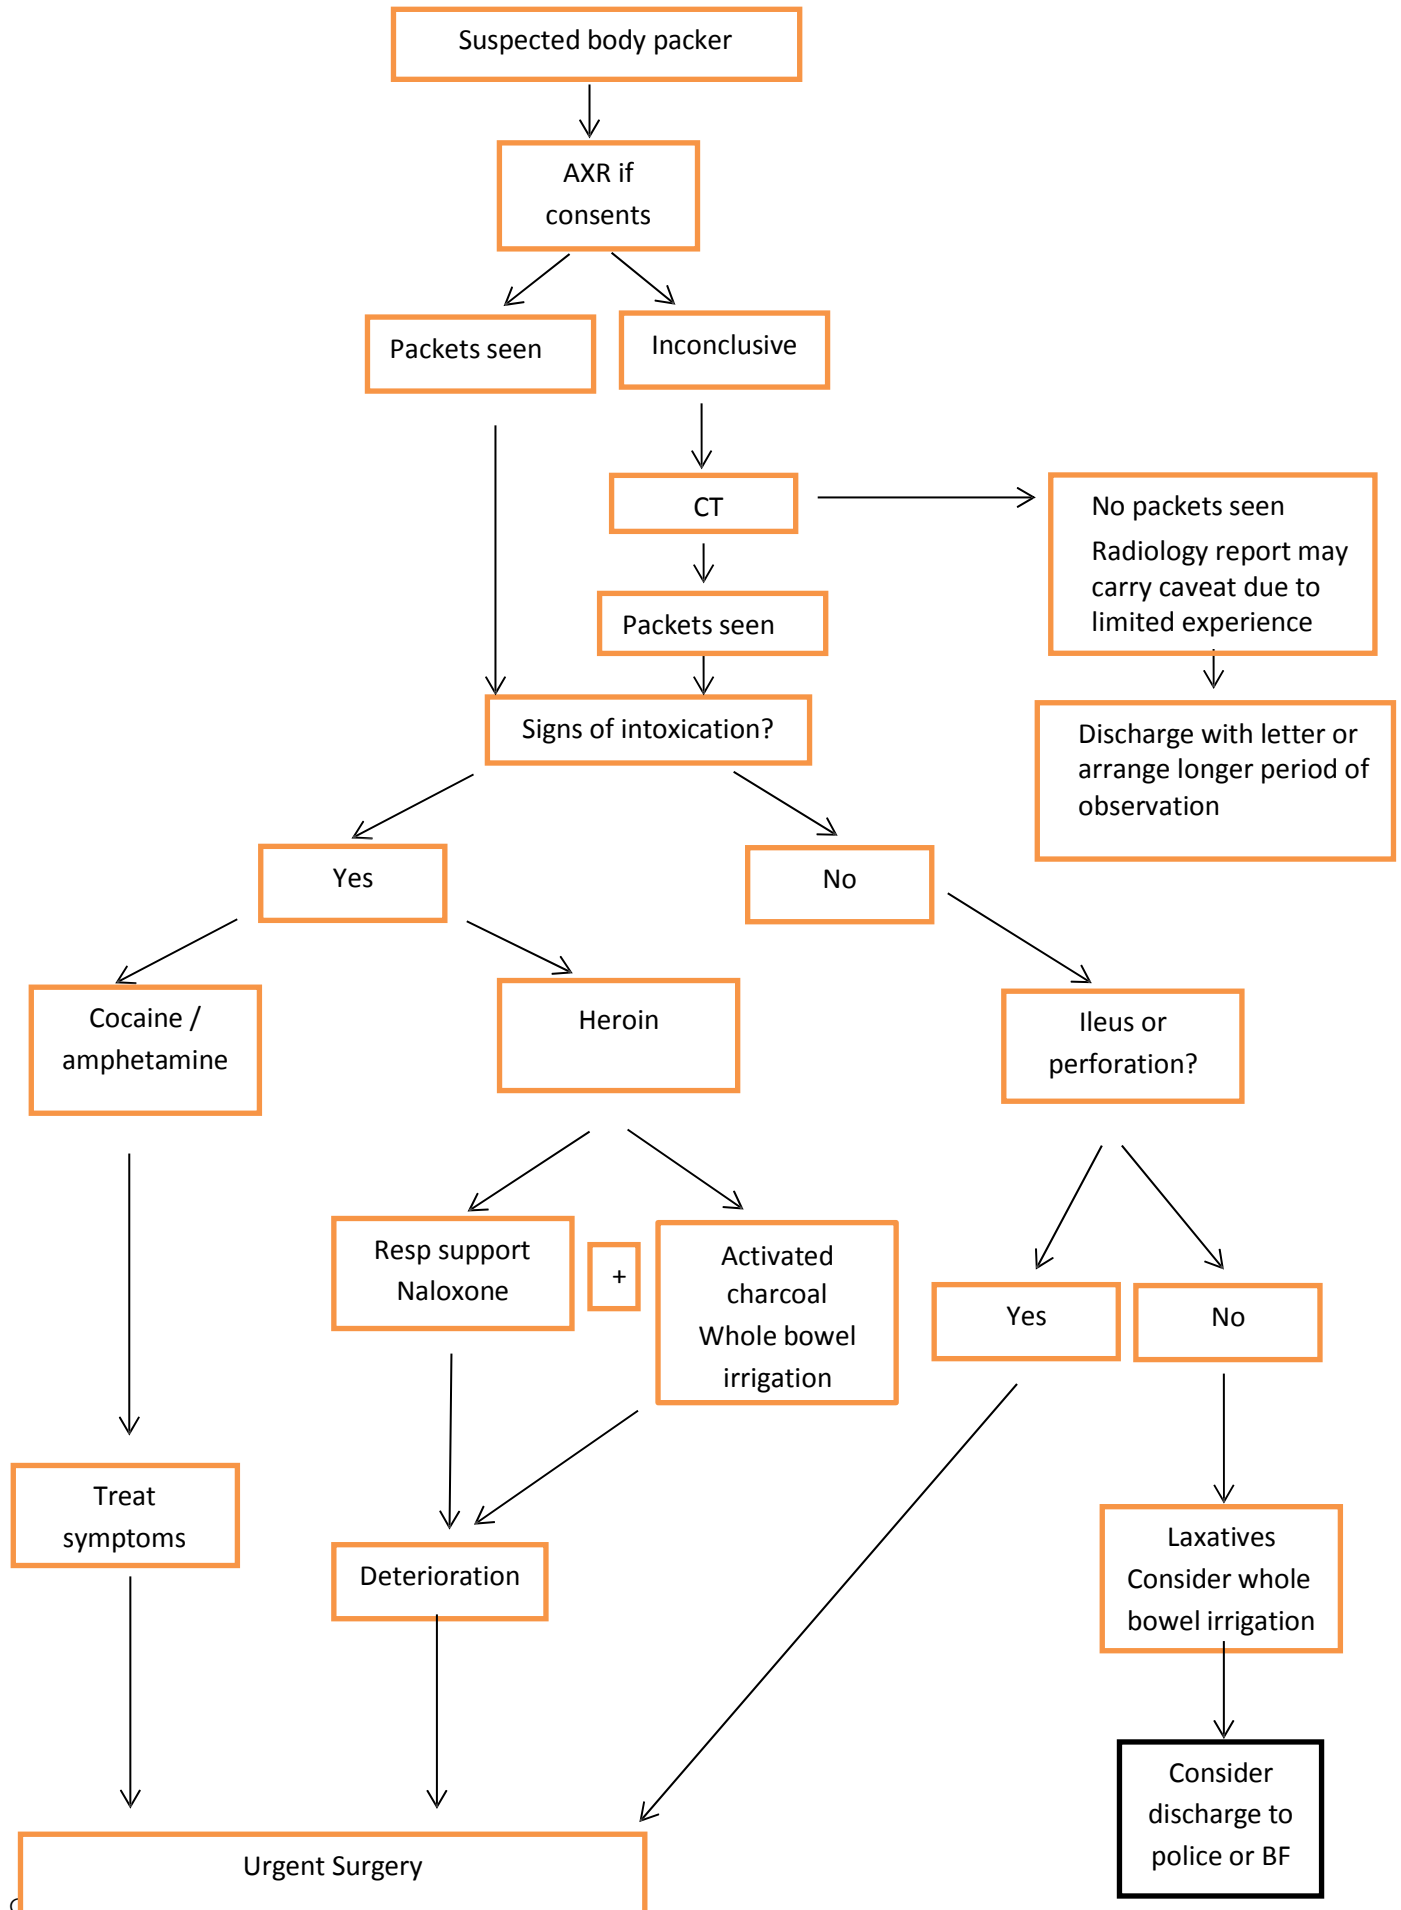 Suspected body packer
AXR if
consents
Packets seen
Inconclusive
CT
No packets seen
Radiology report may
carry caveat due to
limited experience
Packets seen
Signs of intoxication?
Discharge with letter or
arrange longer period of
observation
Yes
No
Cocaine /
amphetamine
Heroin
Ileus or
perforation?
Resp support
Naloxone
+
Activated
charcoal
Whole bowel
irrigation
Yes
No
Treat
symptoms
Deterioration
Laxatives
Consider whole
bowel irrigation
Consider
discharge to
police or BF
Urgent Surgery